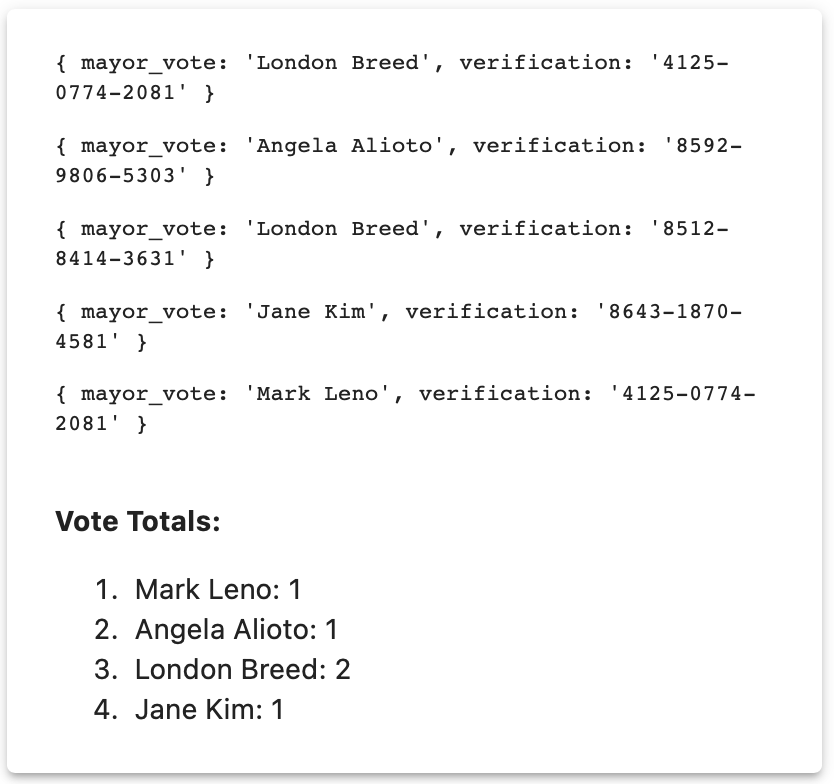 { mayor_vote: 'London Breed', verification: '4125-
0774-2081' }
{ mayor_vote: 'Angela Alioto', verification: '8592-
9806-5303' }
{ mayor_vote: 'London Breed', verification: '8512-
8414-3631' }
{ mayor_vote: 'Jane Kim', verification: '8643-1870-
4581' }
{ mayor_vote: 'Mark Leno', verification: '4125-0774-
2081' }
Vote Totals:
1. Mark Leno: 1
2. Angela Alioto: 1
3. London Breed: 2
4. Jane Kim: 1